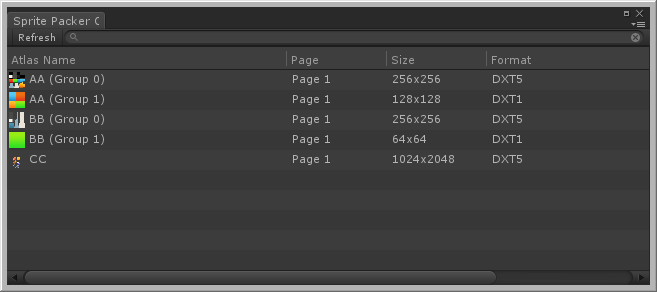 Sprite Packer C
Refresh
Atlas Name Page Size Format
AA (Group 0) Page 1 256x256 DXT5
AA (Group 1) Page 1 128x128 DXT1
BB (Group 0) Page 1 256x256 DXT5
BB (Group 1) Page 1 64x64 DXT1
CC Page 1 1024x2048 DXT5